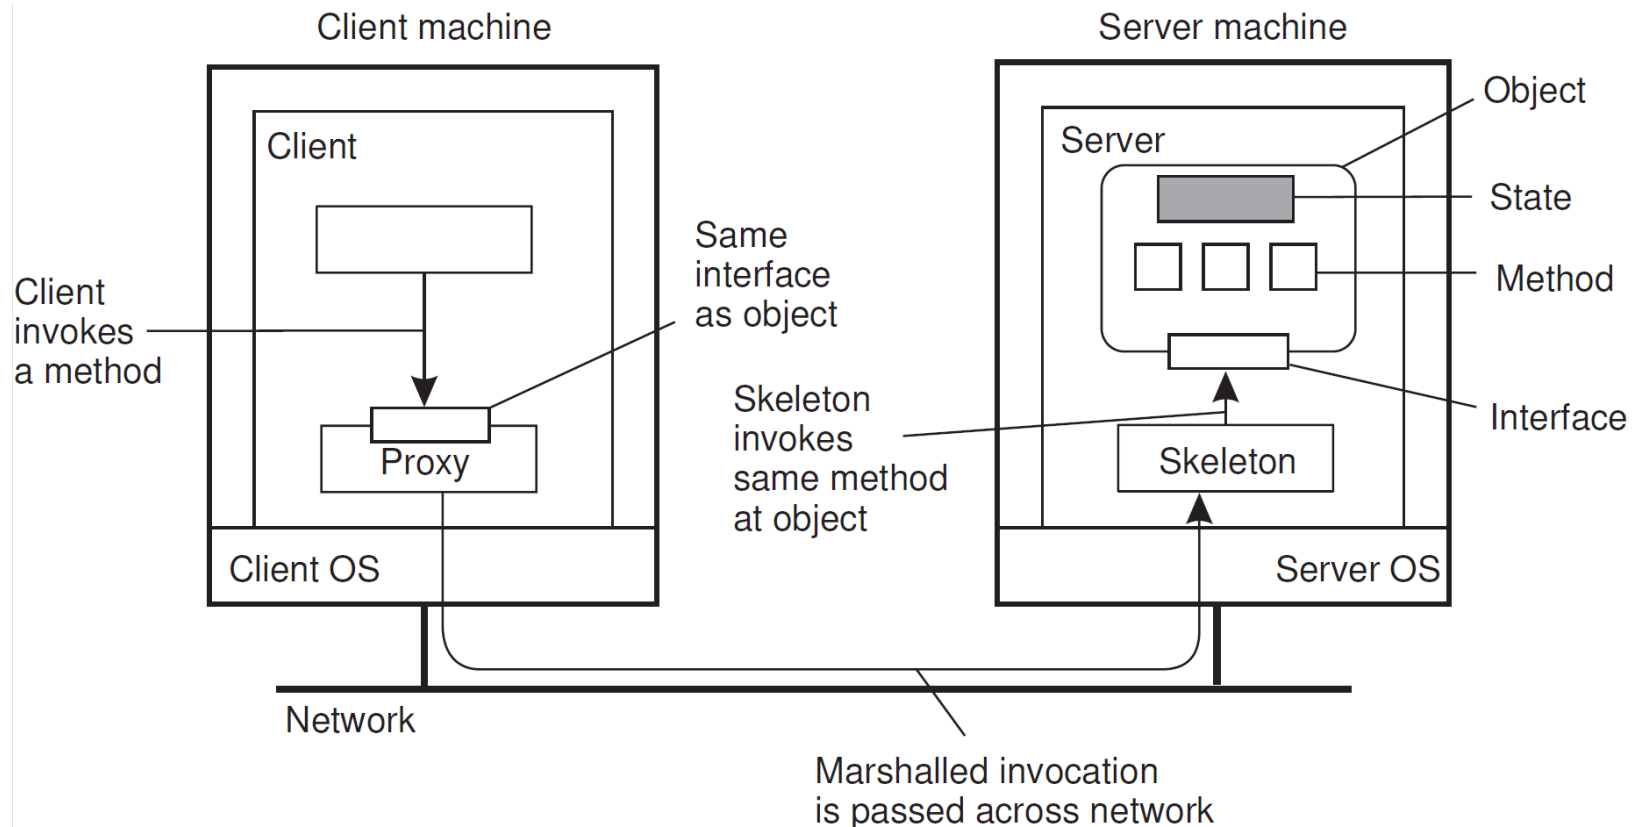 Client machine
Server machine
Client
Server
Object
State
Method
Interface
Client
invokes
a method
Same
interface
as object
Proxy
Skeleton
invokes
same method
at object
Skeleton
Client OS
Server OS
Network
Marshalled invocation
is passed across network